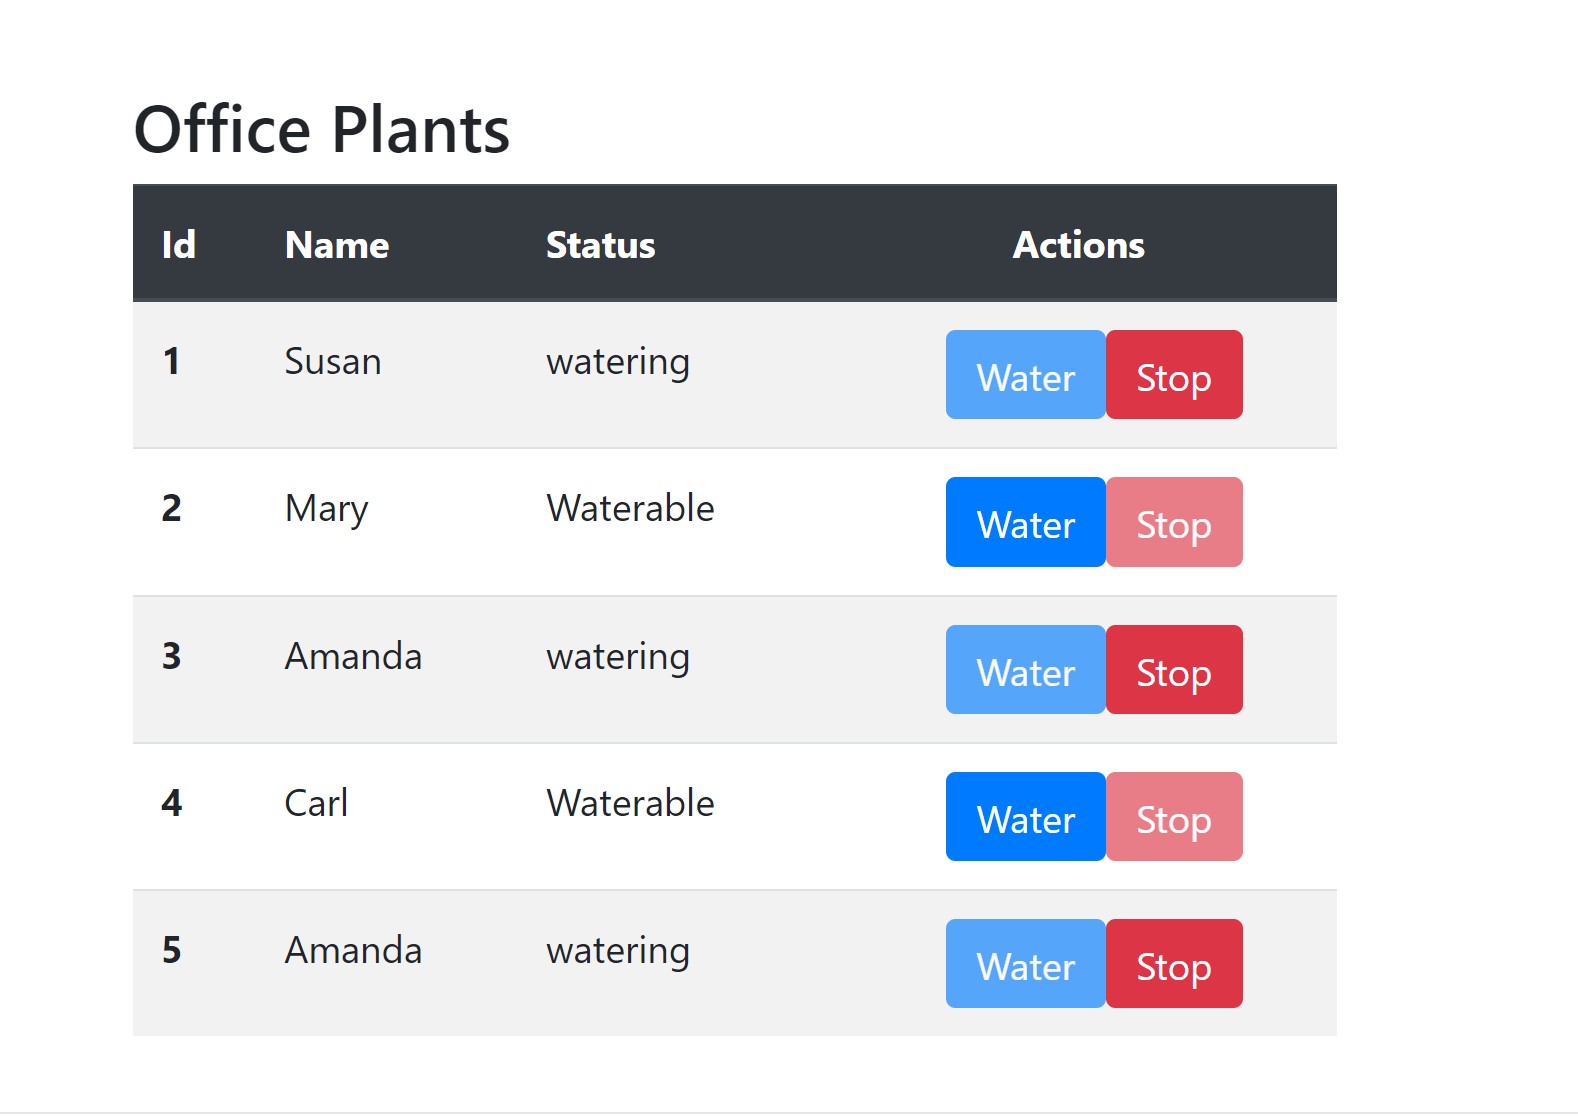 Office Plants
Id Name Status Actions
1 Susan watering Water Stop
2 Mary Waterable Water Stop
3 Amanda watering Water Stop
4 Carl Waterable Water Stop
5 Amanda watering Water Stop